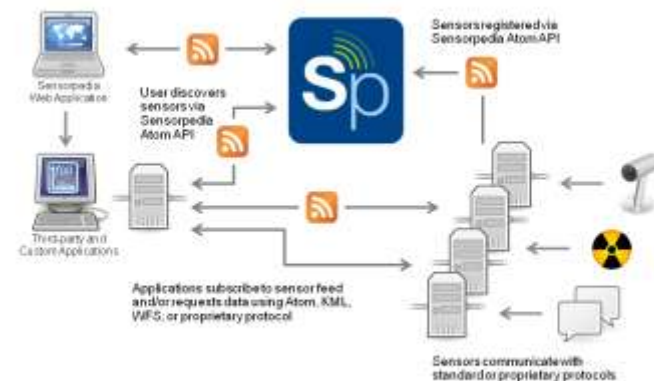 Sensors registered via
Sensorpedia Atom API
Sp
Sensorpedia
Web Application
User discovers
sensors via
Sensorpedia
Atom API
Third-party and
Custom Applications
Applications subscribe to sensor feed
and/or requests data using Atom, KML,
WFS, or proprietary protocol
Sensors communicate with
standard or proprietary protocols